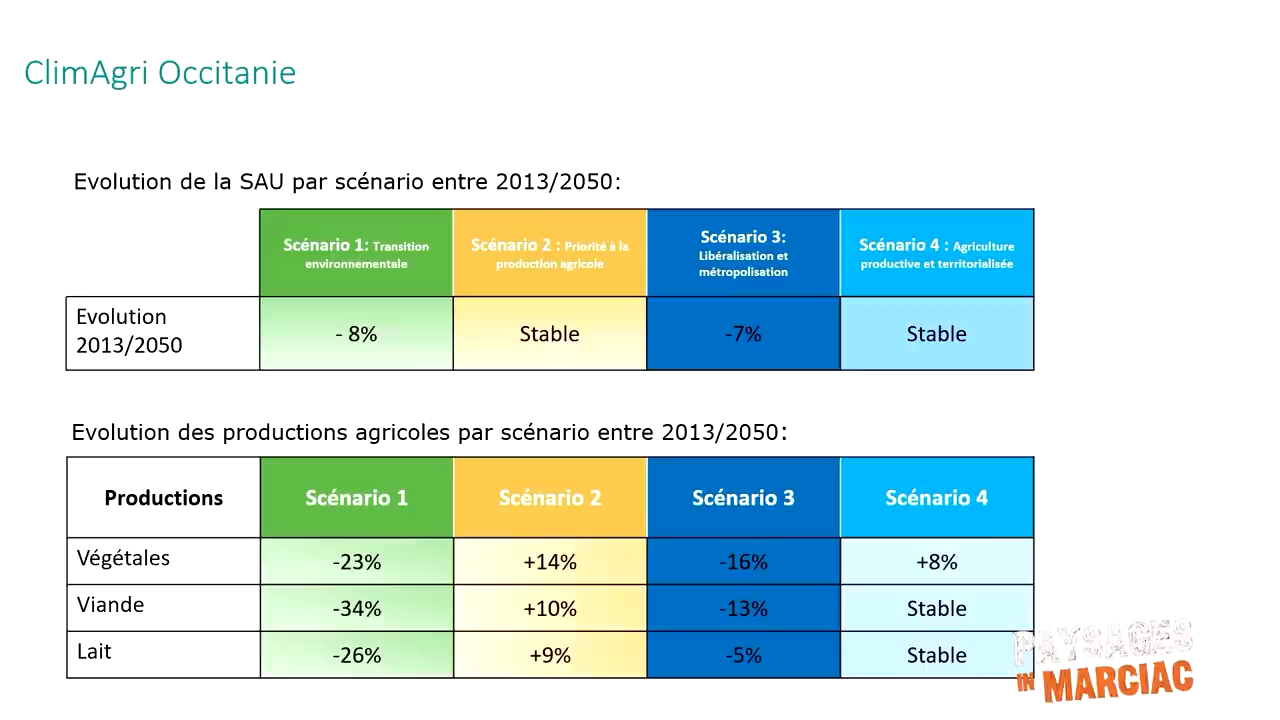 ClimAgri Occitanie
Evolution de la SAU par scénario entre 2013/2050:
Scénario 1: Transition
environnementale
Scénario 2 : Priorité à la
production agricole
Scénario 3:
Libéralisation et
métropolisation
Scénario 4 : Agriculture
productive et territorialisée
Evolution
2013/2050
- 8%
Stable
-7%
Stable
Evolution des productions agricoles par scénario entre 2013/2050:
Productions
Scénario 1
Scénario 2
Scénario 3
Scénario 4
Végétales
-23%
+14%
-16%
+8%
Viande
-34%
+10%
-13%
Stable
Lait
-26%
+9%
-5%
Stable
PAYSAGES
IN MARCIAC